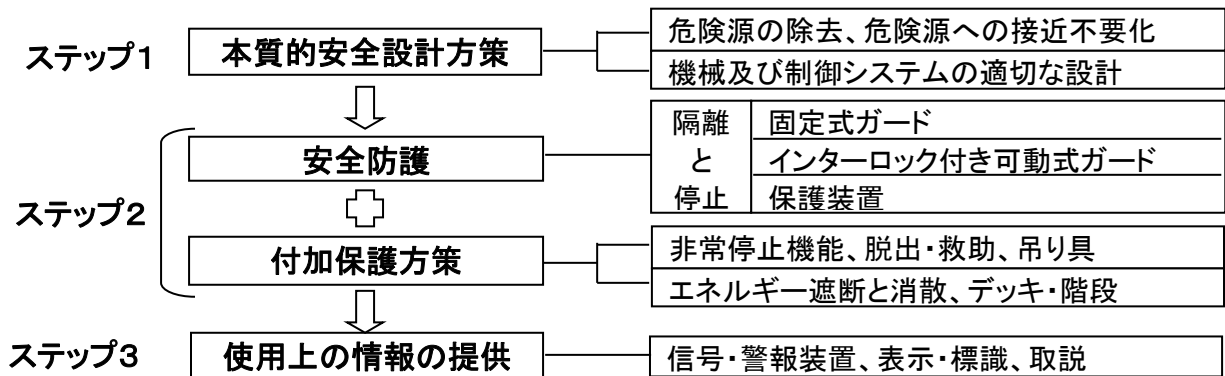 ステップ1
本質的安全設計方策
危険源の除去、危険源への接近不要化
機械及び制御システムの適切な設計
ステップ2
安全防護
隔離
と
停止
固定式ガード
インターロック付き可動式ガード
保護装置
付加保護方策
非常停止機能、脱出・救助、吊り具
エネルギー遮断と消散、デッキ・階段
ステップ3
使用上の情報の提供
信号・警報装置、表示・標識、取説